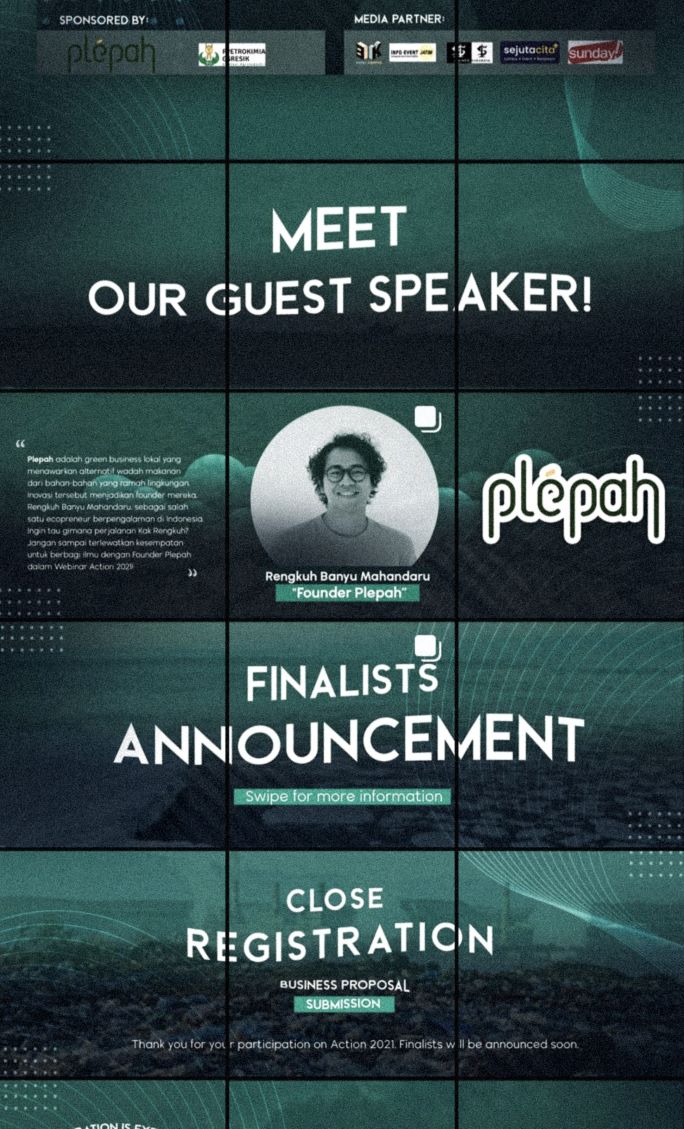 SPONSORED BY:
MEDIA PARTNER:
plépah
PETROKIMIA
GRESIK
INFO EVENT JATIM
sejutacita
sunday!
MEET
OUR GUEST SPEAKER!
“
Plepah adalah green business lokal yang
menawarkan alternatif wadah makanan
dari bahan-bahan yang ramah lingkungan.
Inovasi tersebut menjadikan founder mereka,
Rengkuh Banyu Mahandaru, sebagai salah
satu ecopreneur berpengalaman di Indonesia.
Ingin tau gimana perjalanan Kak Rengkuh?
Jangan sampai terlewatkan kesempatan
untuk berbagi ilmu dengan Founder Plepah
dalam Webinar Action 2021!
”
Rengkuh Banyu Mahandaru
"Founder Plepah"
plépah
FINALISTS
ANNOUNCEMENT
Swipe for more information
CLOSE
REGISTRATION
BUSINESS PROPOSAL
SUBMISSION
Thank you for your participation on Action 2021. Finalists will be announced soon.